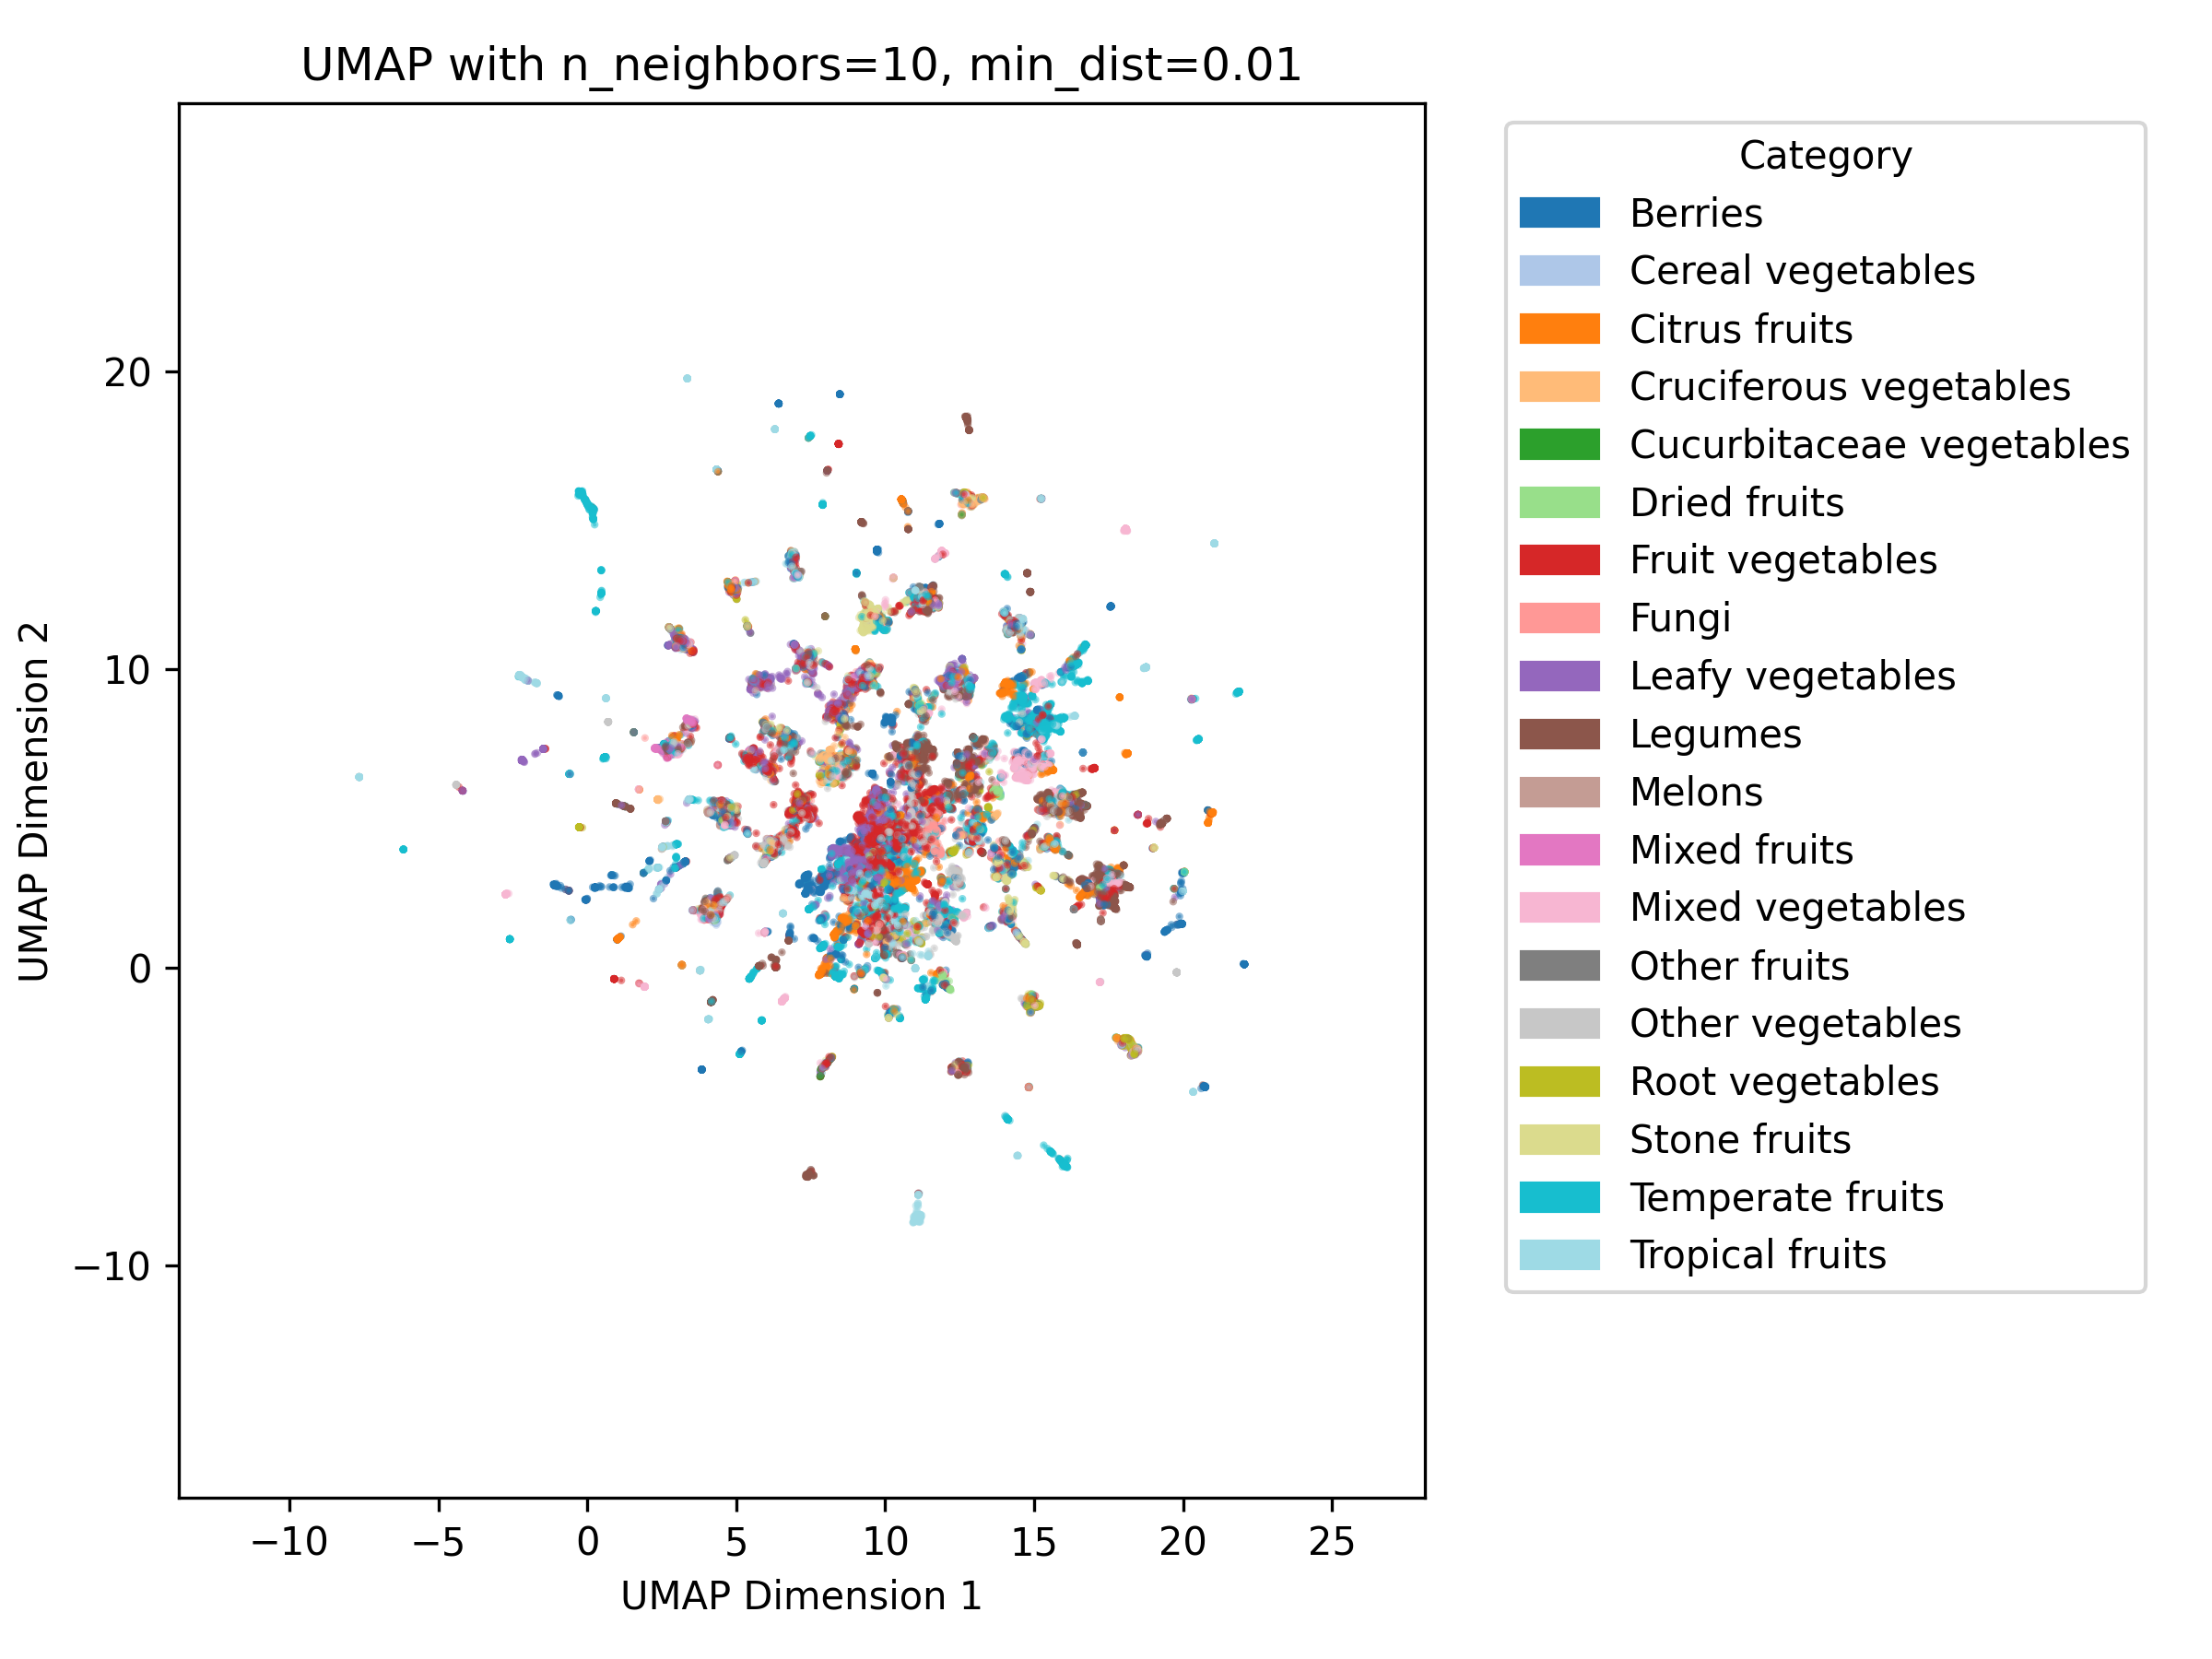 UMAP with n_neighbors=10, min_dist=0.01
Category
Berries
Cereal vegetables
Citrus fruits
Cruciferous vegetables
Cucurbitaceae vegetables
Dried fruits
Fruit vegetables
Fungi
Leafy vegetables
Legumes
Melons
Mixed fruits
Mixed vegetables
Other fruits
Other vegetables
Root vegetables
Stone fruits
Temperate fruits
Tropical fruits
UMAP Dimension 2
20
10
0
−10
−10 −5 0 5 10 15 20 25
UMAP Dimension 1